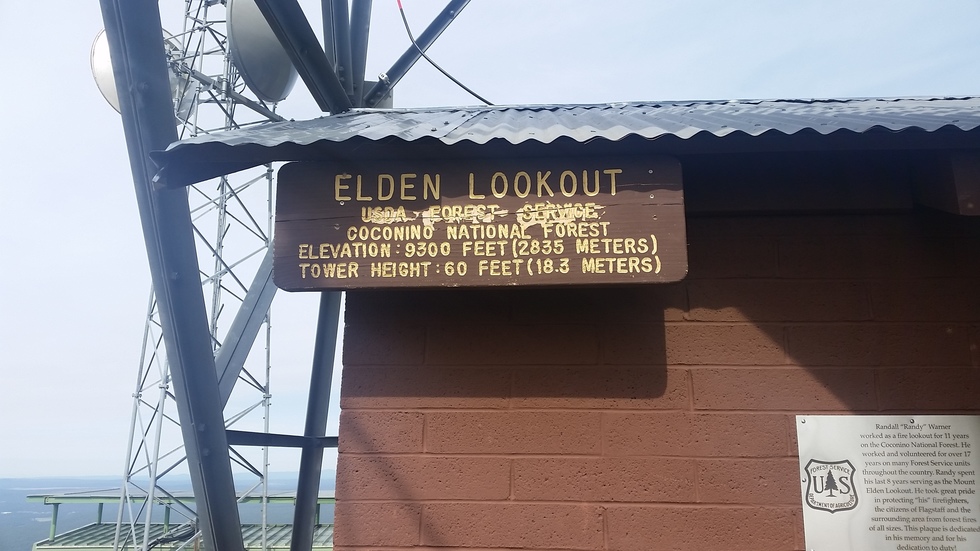 ELDEN LOOKOUT
USDA FOREST SERVICE
COCONINO NATIONAL FOREST
ELEVATION: 9300 FEET (2835 METERS)
TOWER HEIGHT: 60 FEET (18.3 METERS)
Randall "Randy" Warner
worked as a fire lookout for 11 years
on the Coconino National Forest. He
worked and volunteered for over 17
years on many Forest Service units
throughout the country. Randy spent
his last 8 years serving as the Mount
Elden Lookout. He took great pride
in protecting "his" firefighters,
the citizens of Flagstaff and the
surrounding area from forest fires
of all sizes. This plaque is dedicated
in his memory and for his
dedication to duty!
FOREST SERVICE
U S
DEPARTMENT OF AGRICULTURE